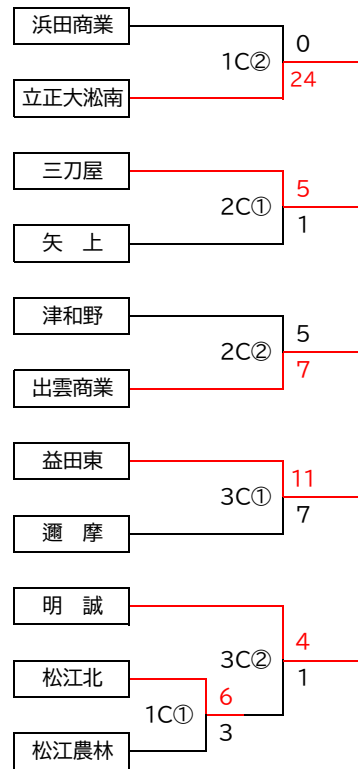 浜田商業
0
1C②
24
立正大淞南
三刀屋
5
2C①
1
矢　上
津和野
5
2C②
7
出雲商業
益田東
11
3C①
7
邇　摩
明　誠
4
3C②
1
松江北
6
1C①
3
松江農林